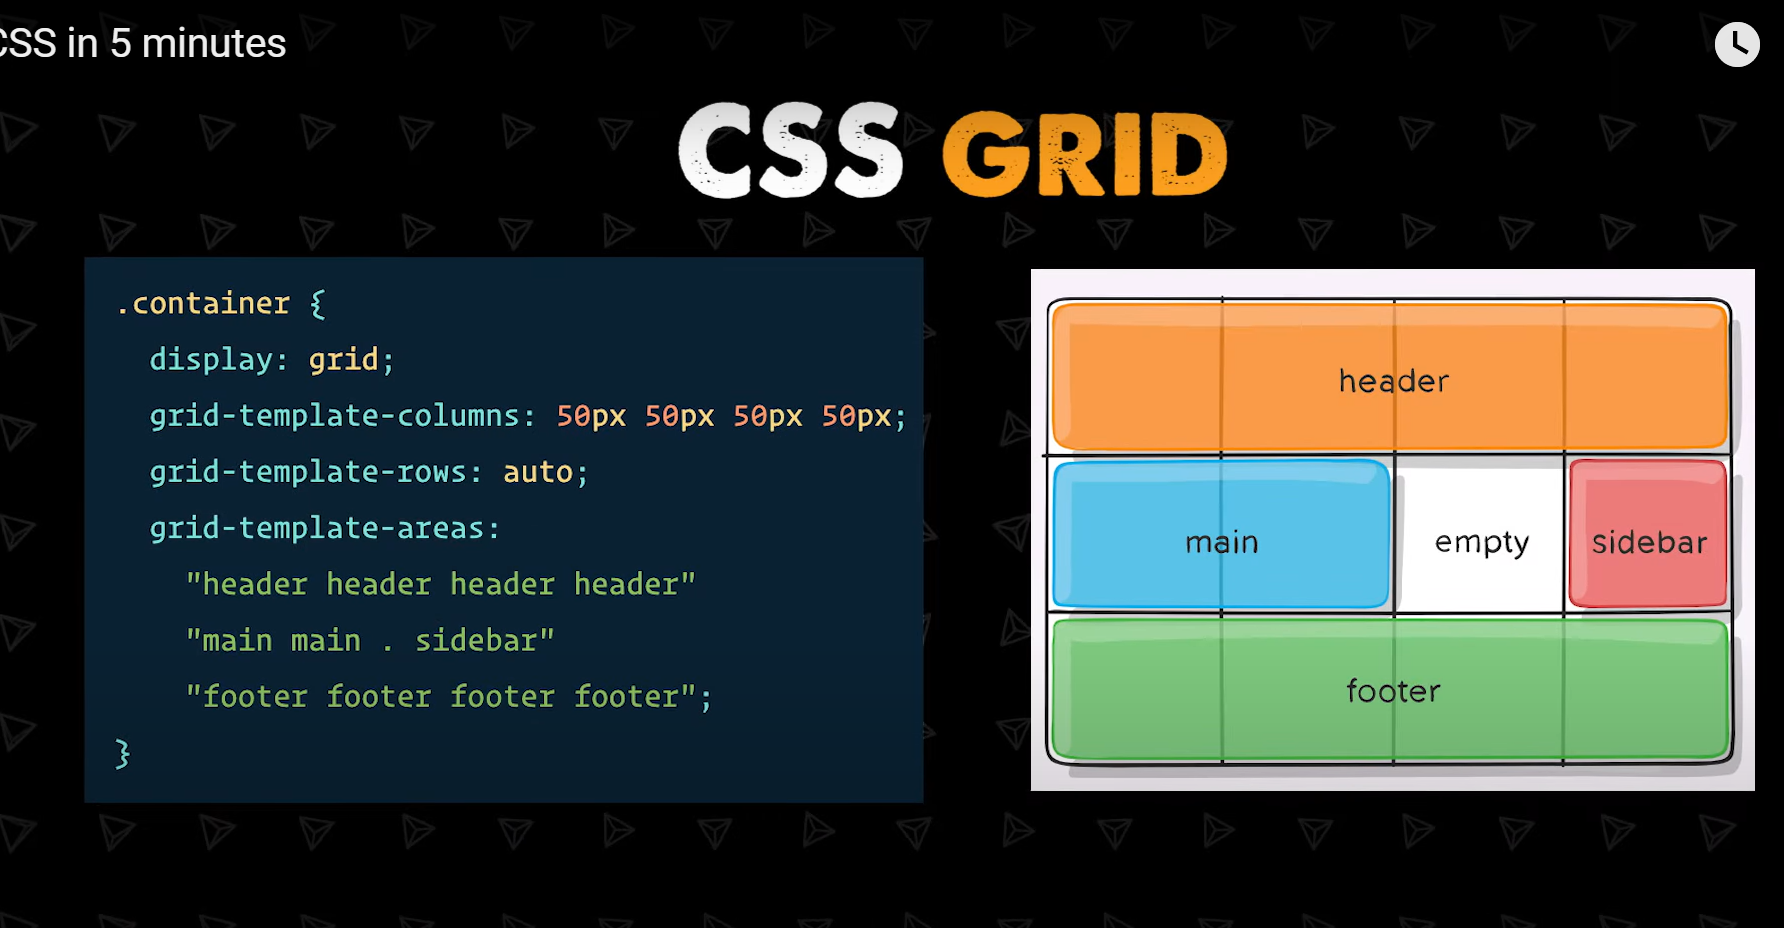 CSS in 5 minutes
CSS GRID
.container {
display: grid;
grid-template-columns: 50px 50px 50px 50px;
grid-template-rows: auto;
grid-template-areas:
"header header header header"
"main main . sidebar"
"footer footer footer footer";
}
header
main empty sidebar
footer